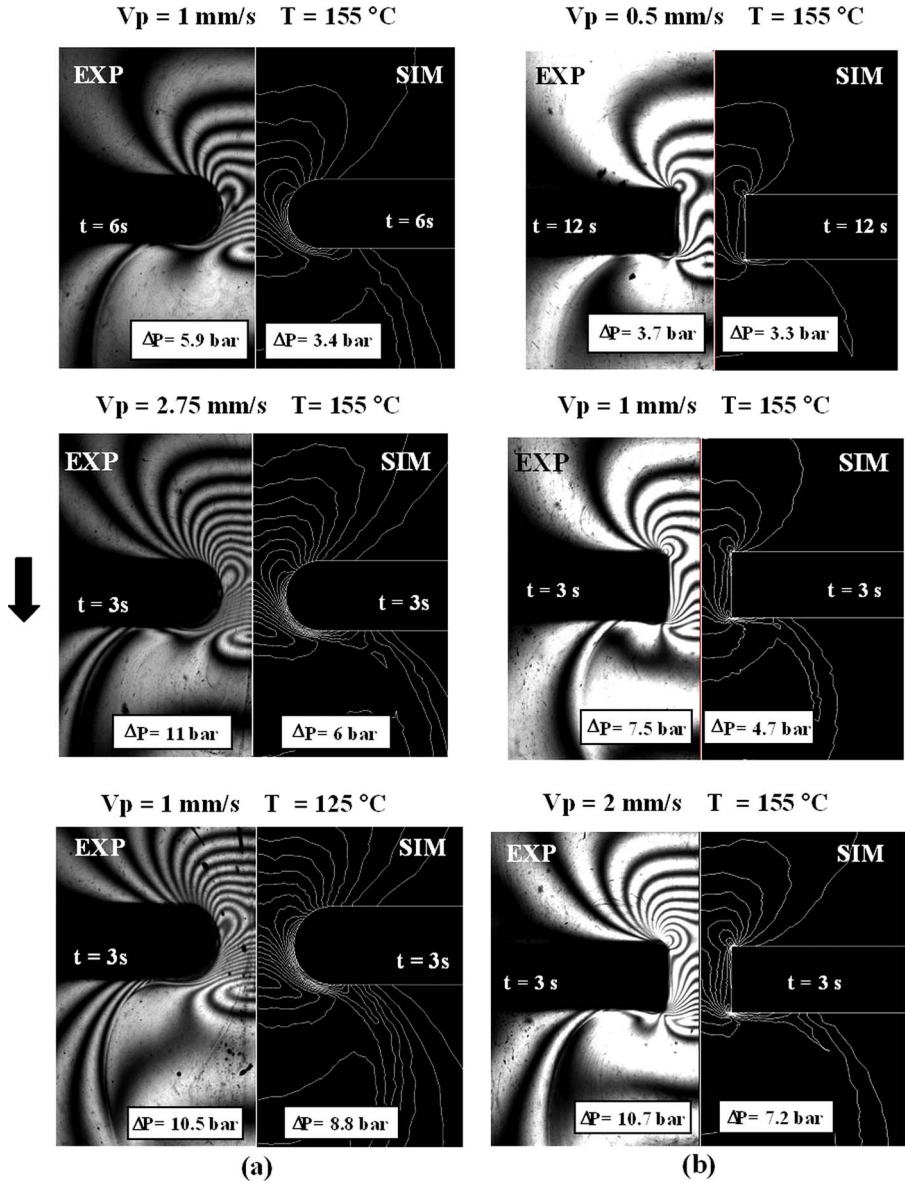 Vp = 1 mm/s T = 155 °C
EXP SIM
t = 6s t = 6s
ΔP= 5.9 bar ΔP= 3.4 bar
Vp = 2.75 mm/s T= 155 °C
EXP SIM
t = 3s t = 3s
ΔP= 11 bar ΔP= 6 bar
Vp = 1 mm/s T = 125 °C
EXP SIM
t = 3s t = 3s
ΔP= 10.5 bar ΔP= 8.8 bar
(a)
Vp = 0.5 mm/s T = 155 °C
EXP SIM
t = 12 s t = 12 s
ΔP= 3.7 bar ΔP= 3.3 bar
Vp = 1 mm/s T= 155 °C
EXP SIM
t = 3 s t = 3 s
ΔP= 7.5 bar ΔP= 4.7 bar
Vp = 2 mm/s T = 155 °C
EXP SIM
t = 3 s t = 3 s
ΔP= 10.7 bar ΔP= 7.2 bar
(b)